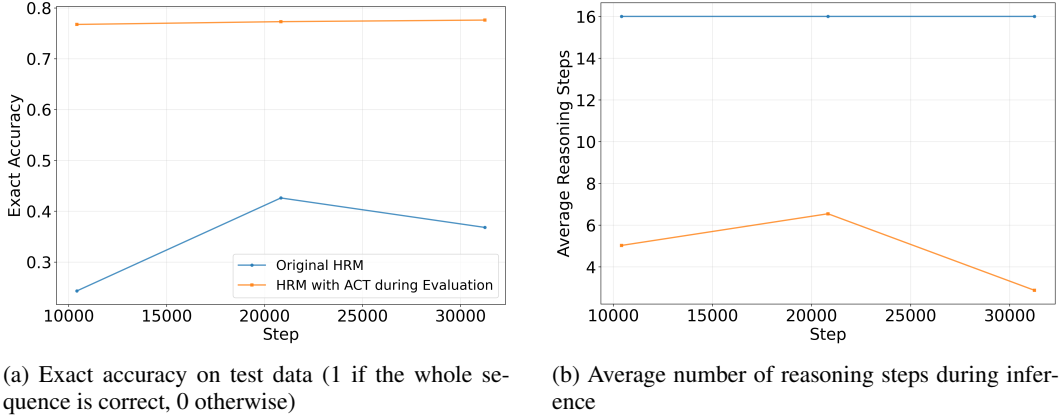 0.8
0.7
0.6
0.5
0.4
0.3
Exact Accuracy
10000 15000 20000 25000 30000
Step
Original HRM
HRM with ACT during Evaluation
16
14
12
10
8
6
4
Average Reasoning Steps
10000 15000 20000 25000 30000
Step
(a) Exact accuracy on test data (1 if the whole se-
quence is correct, 0 otherwise)
(b) Average number of reasoning steps during infer-
ence